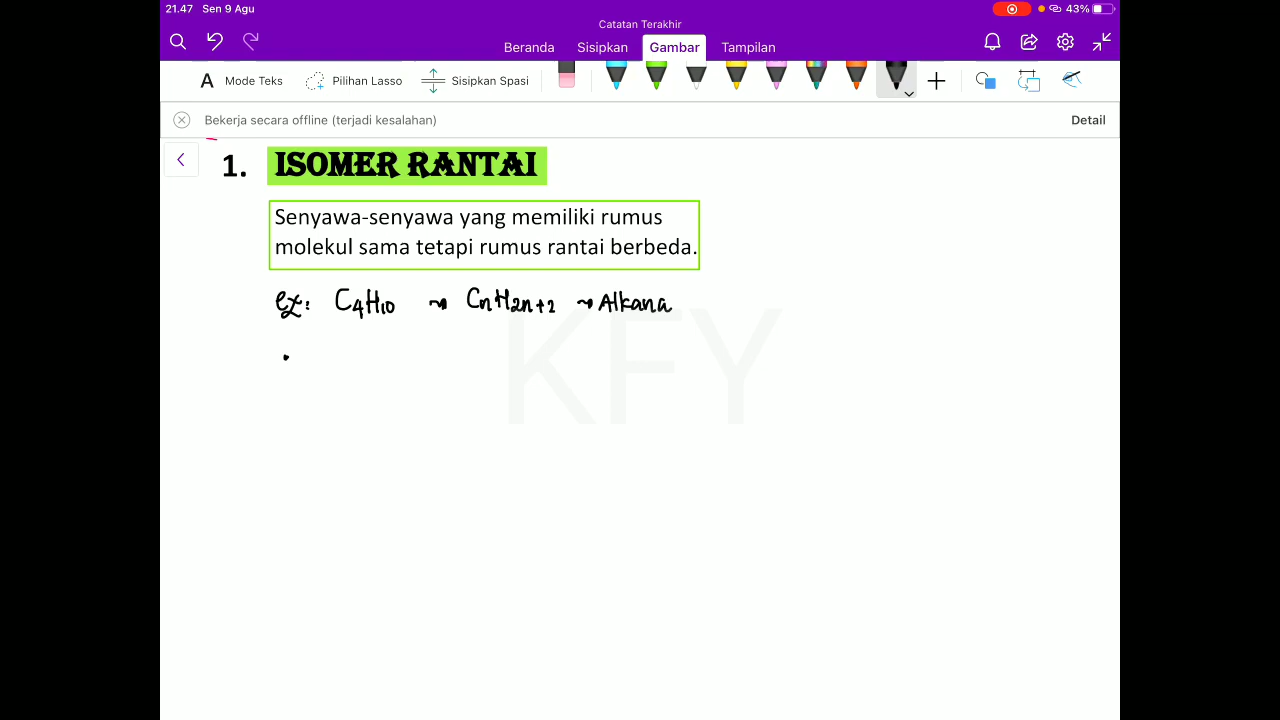 21.47 Sen 9 Agu
43%
Catatan Terakhir
Beranda Sisipkan Gambar Tampilan
A Mode Teks Pilihan Lasso Sisipkan Spasi
Bekerja secara offline (terjadi kesalahan) Detail
1. ISOMER RANTAI
Senyawa-senyawa yang memiliki rumus
molekul sama tetapi rumus rantai berbeda.
ex: C₄H₁₀ ⇝ CnH2n+2 ⇝ Alkana
KFY